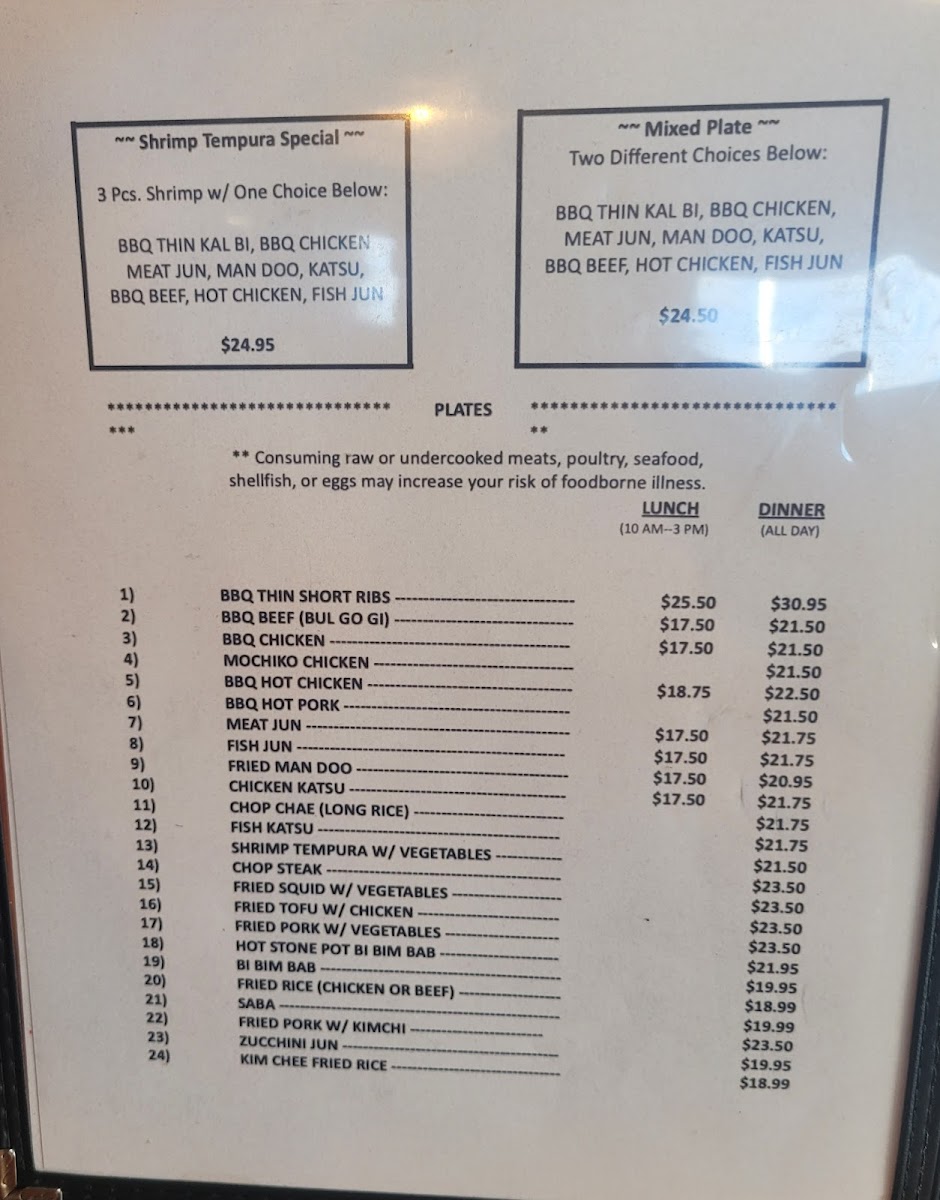 ~~ Shrimp Tempura Special ~~
3 Pcs. Shrimp w/ One Choice Below:
BBQ THIN KAL BI, BBQ CHICKEN
MEAT JUN, MAN DOO, KATSU,
BBQ BEEF, HOT CHICKEN, FISH JUN
$24.95
~~ Mixed Plate ~~
Two Different Choices Below:
BBQ THIN KAL BI, BBQ CHICKEN,
MEAT JUN, MAN DOO, KATSU,
BBQ BEEF, HOT CHICKEN, FISH JUN
$24.50
****************************** PLATES ******************************
*** **
** Consuming raw or undercooked meats, poultry, seafood,
shellfish, or eggs may increase your risk of foodborne illness.
LUNCH DINNER
(10 AM--3 PM) (ALL DAY)
1) BBQ THIN SHORT RIBS ------------------------------ $25.50 $30.95
2) BBQ BEEF (BUL GO GI) ------------------------------ $17.50 $21.50
3) BBQ CHICKEN ---------------------------------------- $17.50 $21.50
4) MOCHIKO CHICKEN --------------------------------- $21.50
5) BBQ HOT CHICKEN ---------------------------------- $18.75 $22.50
6) BBQ HOT PORK -------------------------------------- $21.50
7) MEAT JUN ------------------------------------------- $17.50 $21.75
8) FISH JUN --------------------------------------------- $17.50 $21.75
9) FRIED MAN DOO ------------------------------------ $17.50 $20.95
10) CHICKEN KATSU ------------------------------------ $17.50 $21.75
11) CHOP CHAE (LONG RICE) ------------------------- $21.75
12) FISH KATSU ----------------------------------------- $21.75
13) SHRIMP TEMPURA W/ VEGETABLES ----------- $21.50
14) CHOP STEAK --------------------------------------- $23.50
15) FRIED SQUID W/ VEGETABLES ------------------ $23.50
16) FRIED TOFU W/ CHICKEN ------------------------ $23.50
17) FRIED PORK W/ VEGETABLES ------------------- $23.50
18) HOT STONE POT BI BIM BAB -------------------- $21.95
19) BI BIM BAB ---------------------------------------- $19.95
20) FRIED RICE (CHICKEN OR BEEF) ----------------- $18.99
21) SABA ----------------------------------------------- $19.99
22) FRIED PORK W/ KIMCHI ----------------------- $23.50
23) ZUCCHINI JUN ------------------------------------ $19.95
24) KIM CHEE FRIED RICE ----------------------------- $18.99